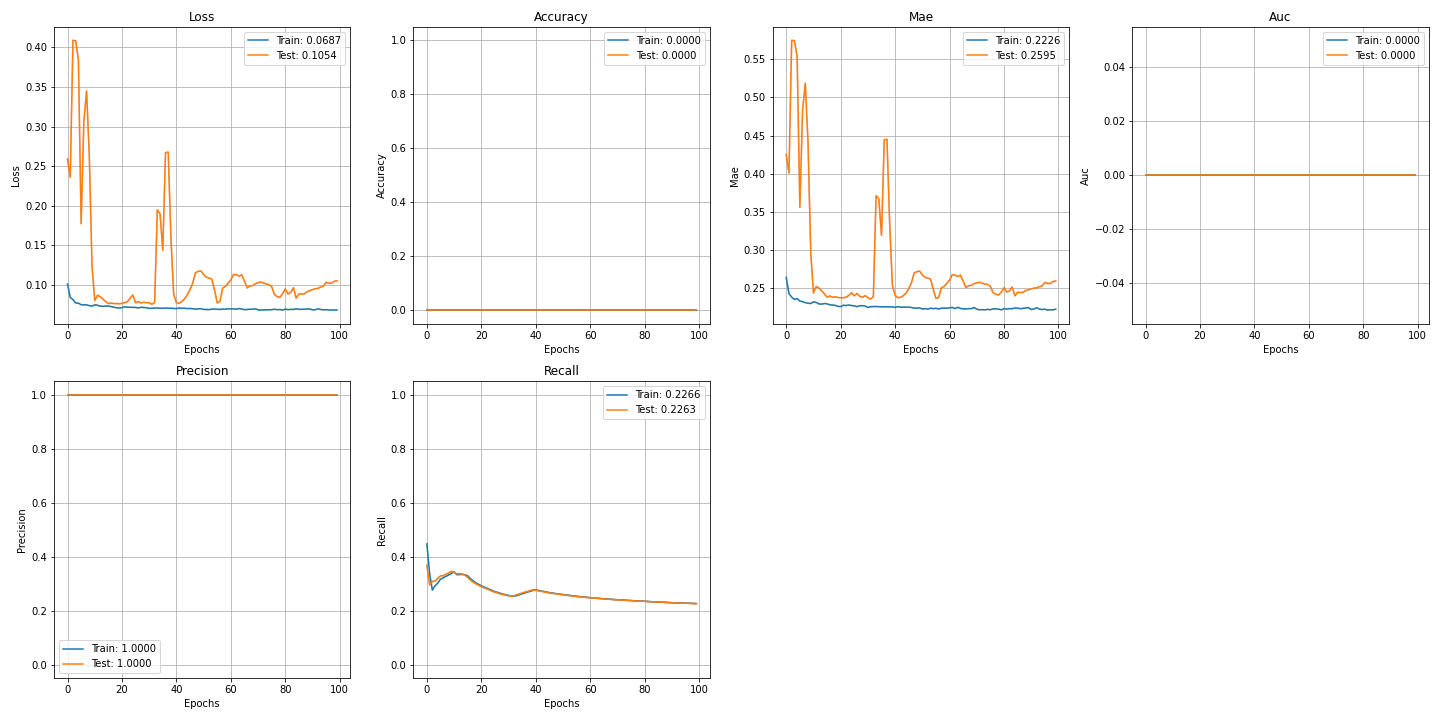 Loss
Accuracy
Mae
Auc
Train: 0.0687
Test: 0.1054
Train: 0.0000
Test: 0.0000
Train: 0.2226
Test: 0.2595
Train: 0.0000
Test: 0.0000
Loss
0.40
0.35
0.30
0.25
0.20
0.15
0.10
0 20 40 60 80 100
Epochs
Accuracy
1.0
0.8
0.6
0.4
0.2
0.0
0 20 40 60 80 100
Epochs
Mae
0.55
0.50
0.45
0.40
0.35
0.30
0.25
0 20 40 60 80 100
Epochs
Auc
0.04
0.02
0.00
−0.02
−0.04
0 20 40 60 80 100
Epochs
Precision
Recall
Precision
1.0
0.8
0.6
0.4
0.2
0.0
Train: 1.0000
Test: 1.0000
0 20 40 60 80 100
Epochs
Train: 0.2266
Test: 0.2263
Recall
1.0
0.8
0.6
0.4
0.2
0.0
0 20 40 60 80 100
Epochs